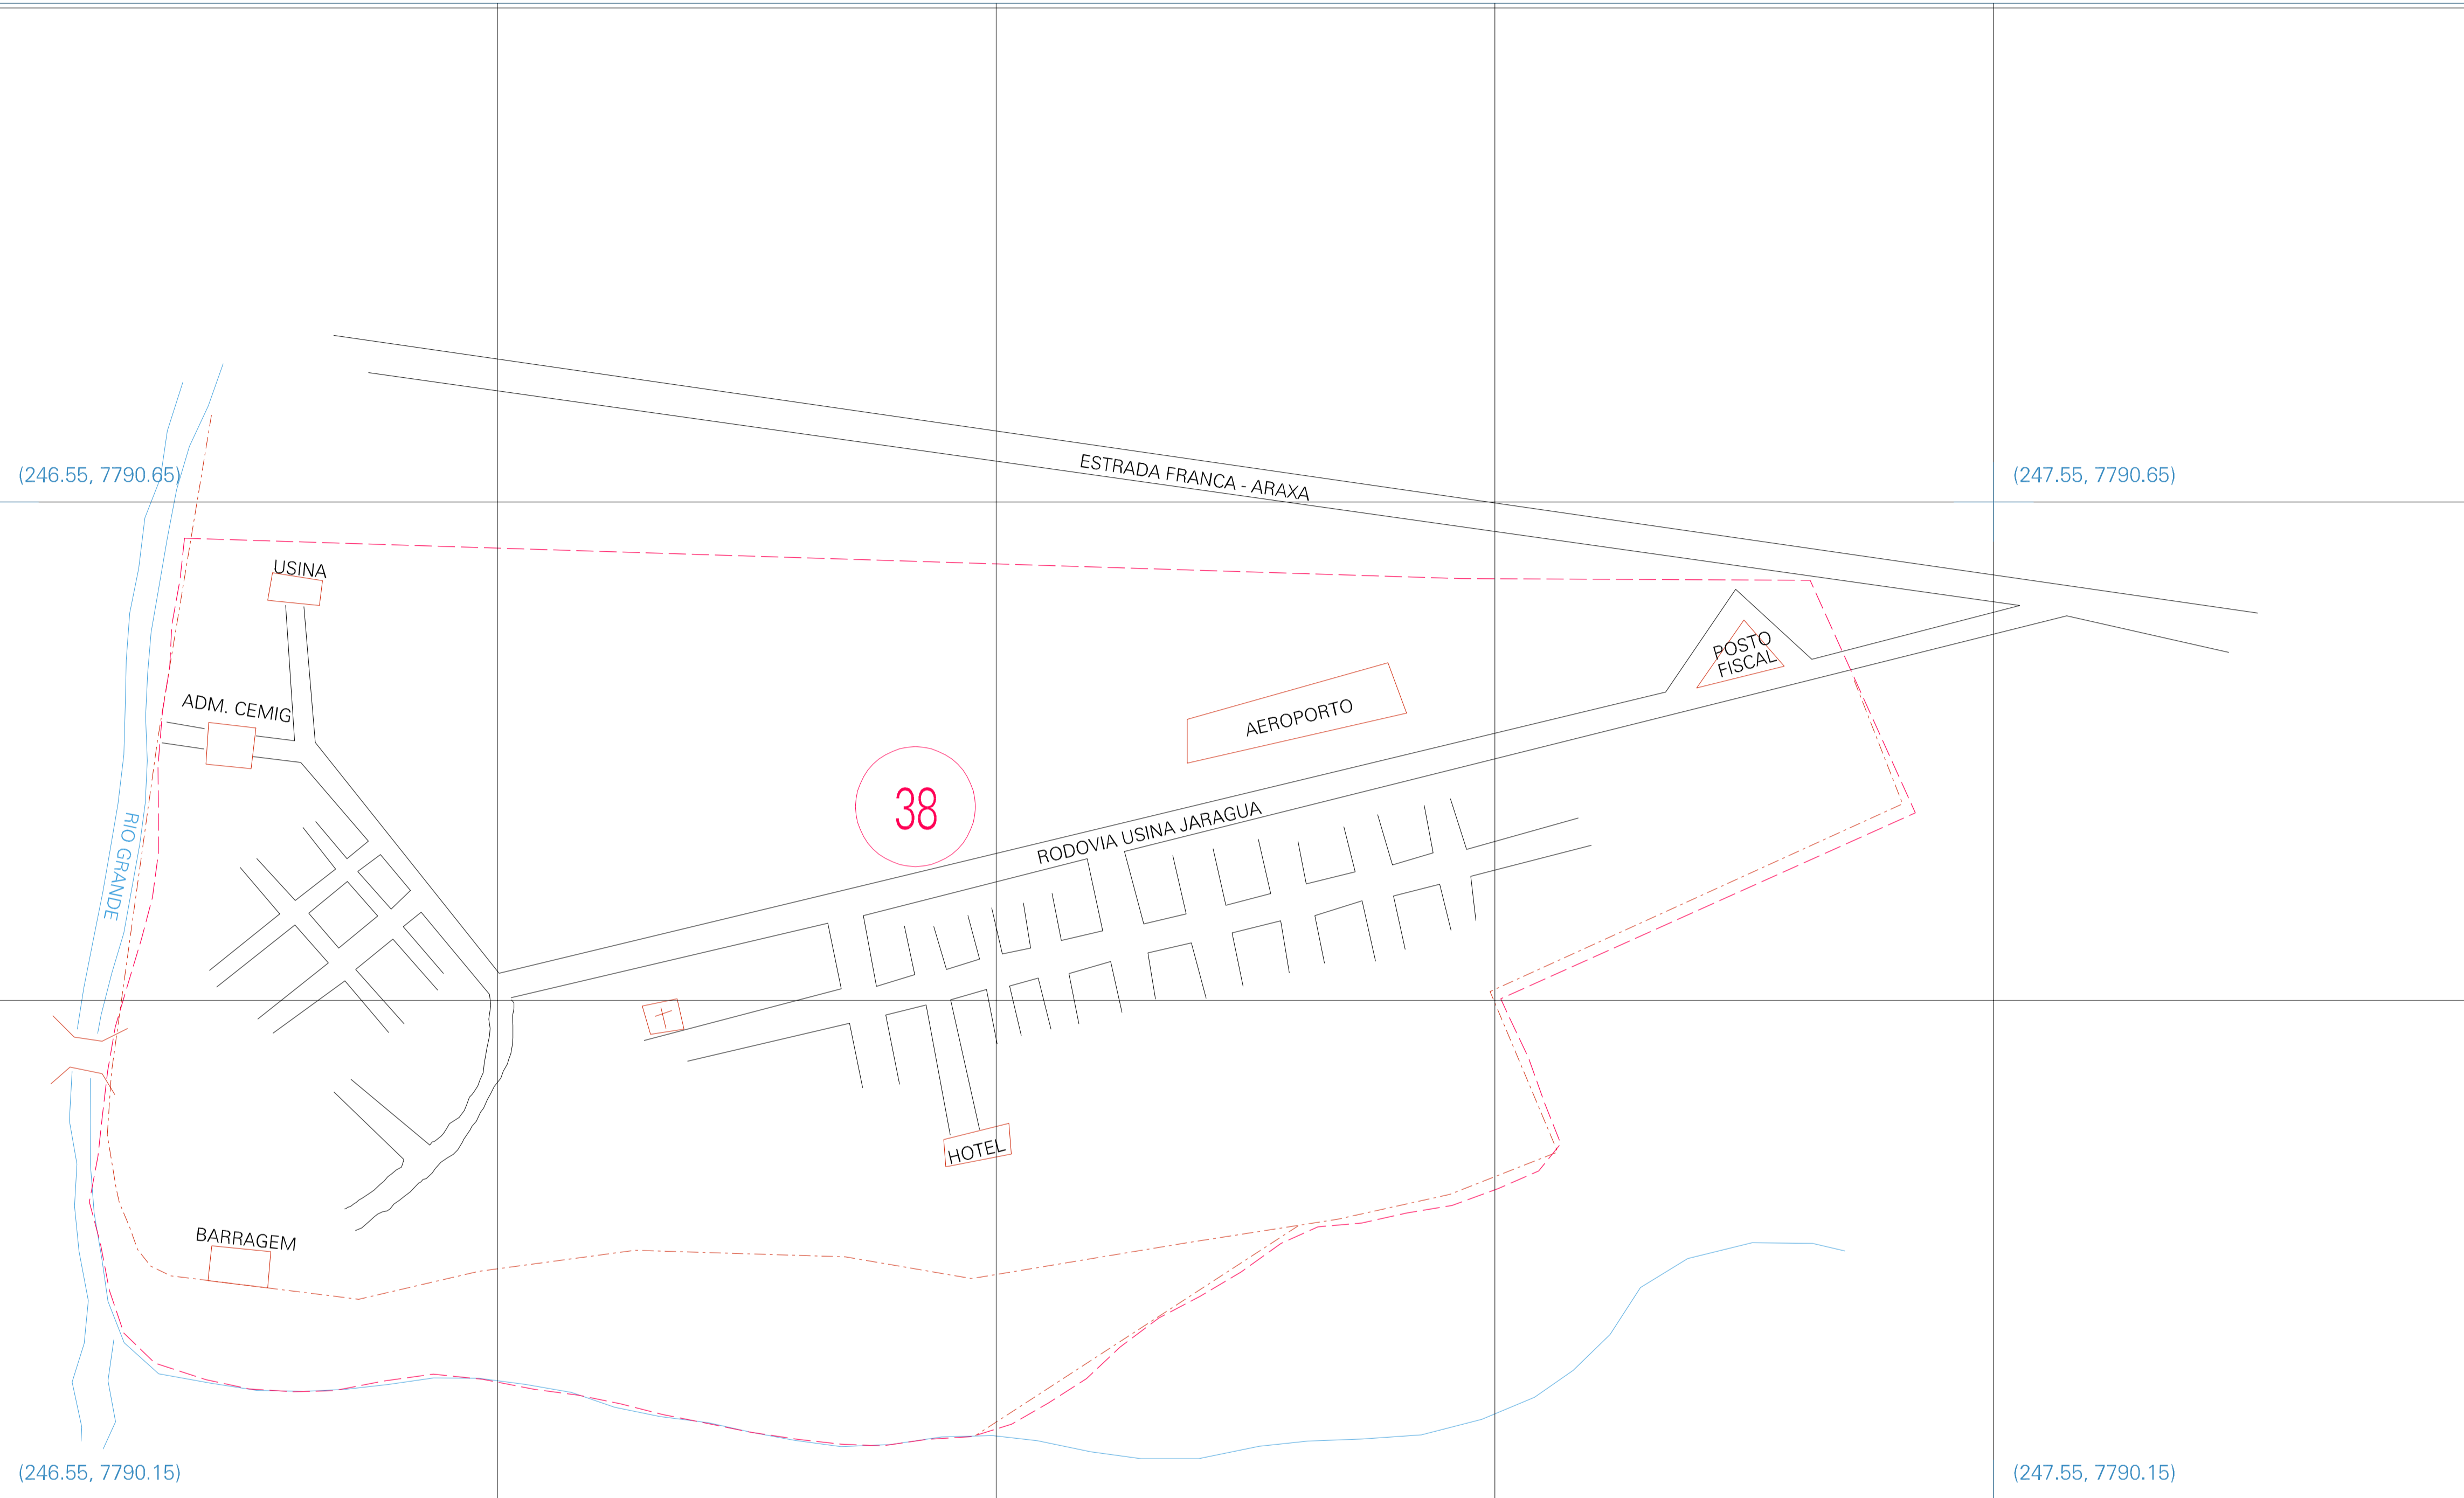 ESTRADA FRANCA - ARAXA
(246.55, 7790.65)
(247.55, 7790.65)
USINA
POSTO
FISCAL
ADM. CEMIG
AEROPORTO
38
RODOVIA USINA JARAGUA
RIO GRANDE
HOTEL
BARRAGEM
(246.55, 7790.15)
(247.55, 7790.15)